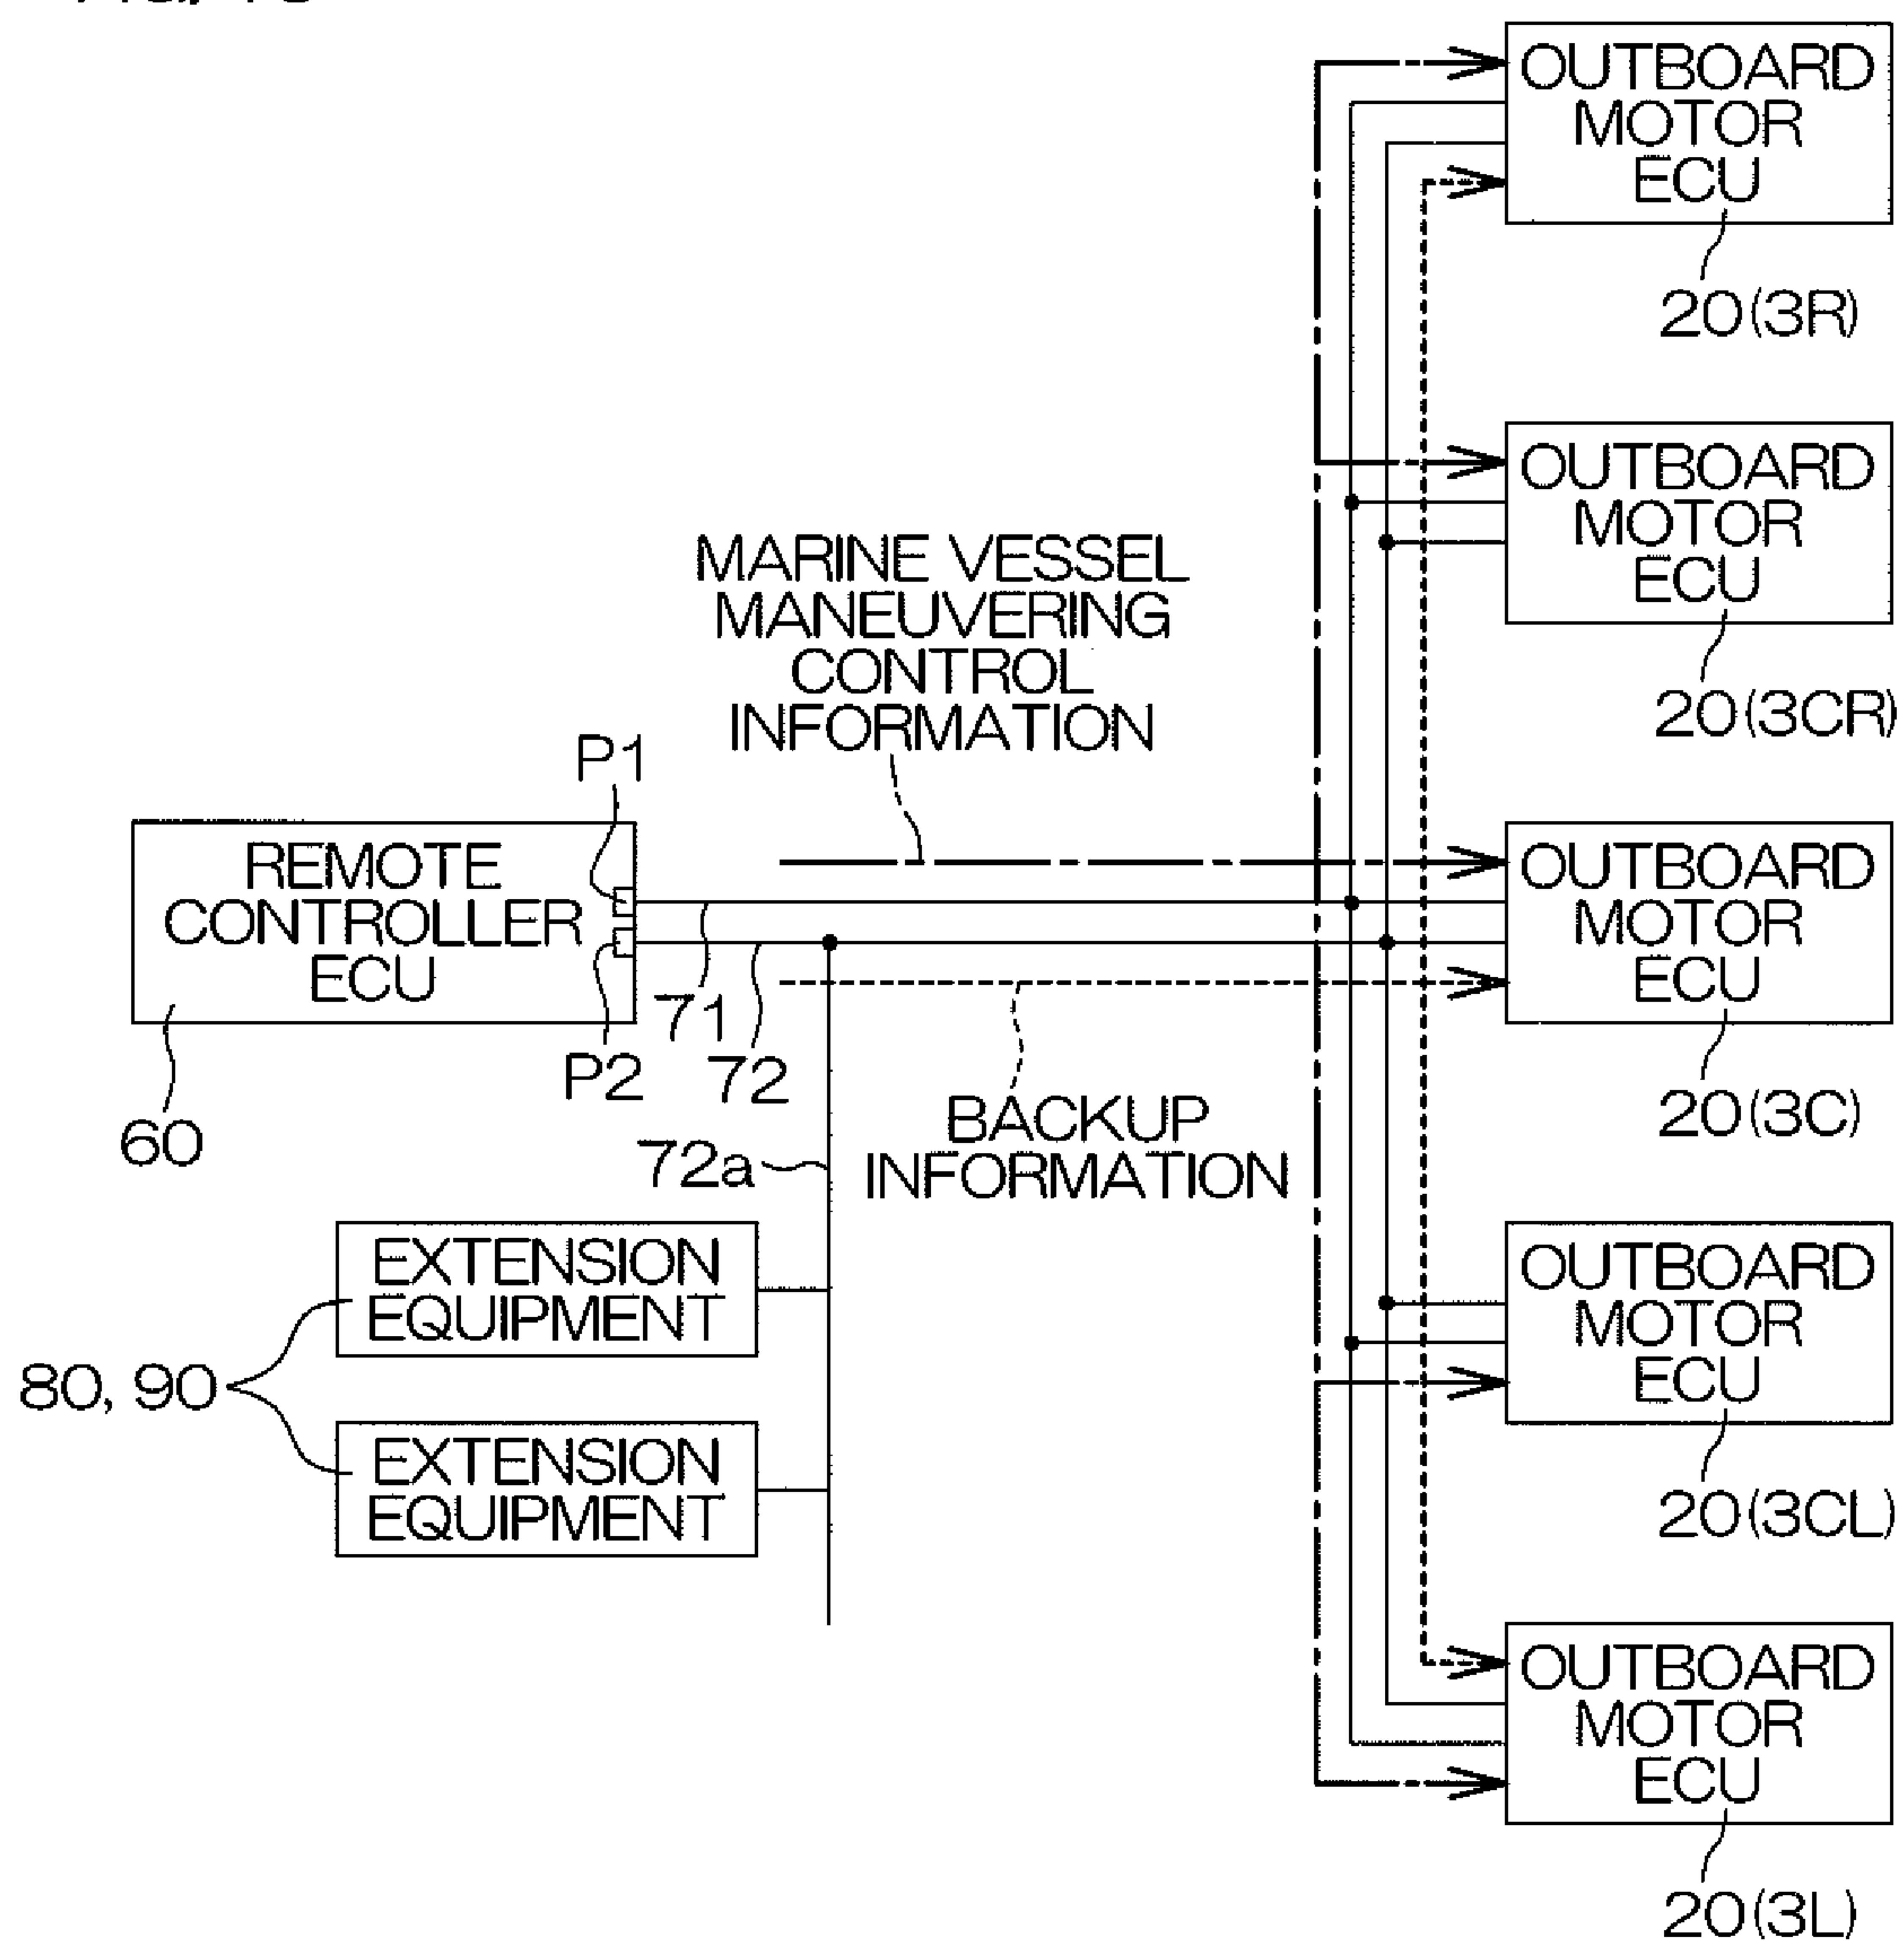 OUTBOARD
MOTOR
ECU
20(3R)
OUTBOARD
MOTOR
ECU
20(3CR)
MARINE VESSEL
MANEUVERING
CONTROL
INFORMATION
P1
REMOTE
CONTROLLER
ECU
60
P2
71
72
OUTBOARD
MOTOR
ECU
20(3C)
72a
BACKUP
INFORMATION
EXTENSION
EQUIPMENT
80, 90
EXTENSION
EQUIPMENT
OUTBOARD
MOTOR
ECU
20(3CL)
OUTBOARD
MOTOR
ECU
20(3L)